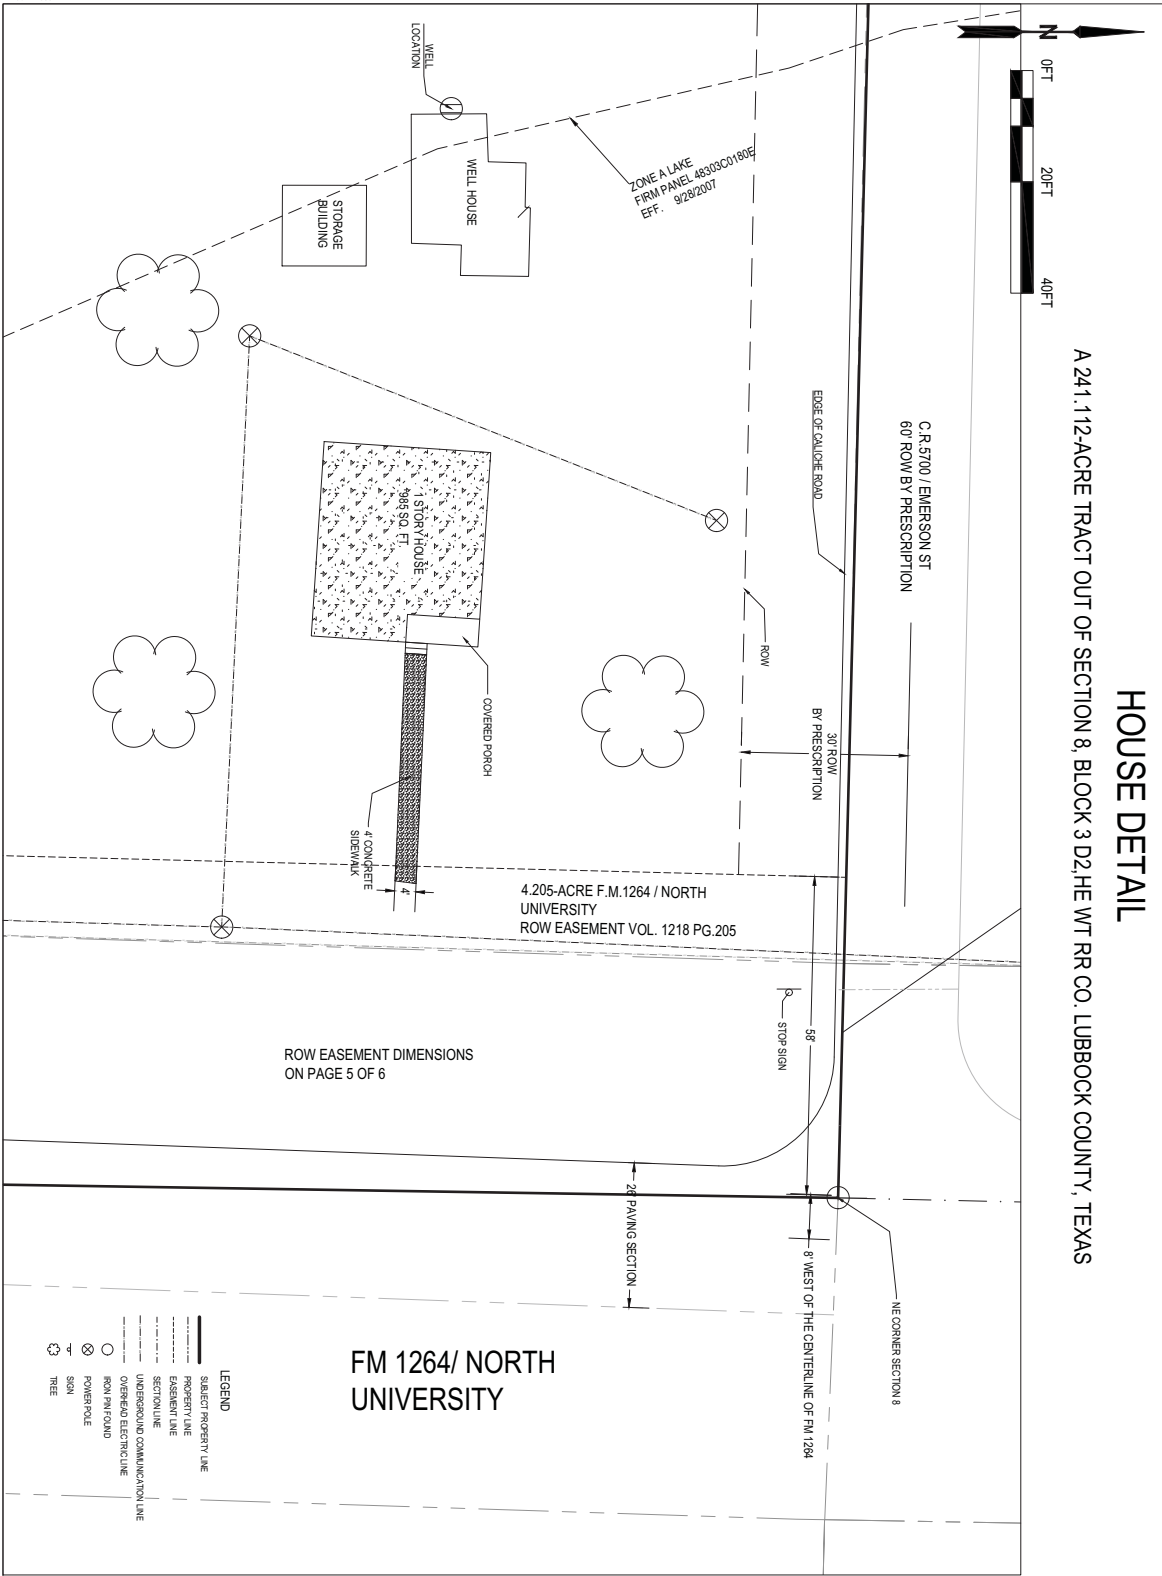 HOUSE DETAIL
A 241.112-ACRE TRACT OUT OF SECTION 8, BLOCK 3 D2,HE WT RR CO. LUBBOCK COUNTY, TEXAS
N
0FT
20FT
40FT
C.R.5700 / EMERSON ST
60' ROW BY PRESCRIPTION
EDGE OF CALICHE ROAD
ROW
30' ROW
BY PRESCRIPTION
WELL
LOCATION
WELL HOUSE
STORAGE
BUILDING
ZONE A LAKE
FIRM PANEL 48303C0180E
EFF. 9/28/2007
1 STORY HOUSE
985 SQ. FT.
COVERED PORCH
4' CONCRETE
SIDEWALK
4'
4.205-ACRE F.M.1264 / NORTH
UNIVERSITY
ROW EASEMENT VOL. 1218 PG.205
STOP SIGN
58'
ROW EASEMENT DIMENSIONS
ON PAGE 5 OF 6
26' PAVING SECTION
8' WEST OF THE CENTERLINE OF FM 1264
NE CORNER SECTION 8
FM 1264/ NORTH
UNIVERSITY
LEGEND
SUBJECT PROPERTY LINE
PROPERTY LINE
EASEMENT LINE
SECTION LINE
UNDERGROUND COMMUNICATION LINE
OVERHEAD ELECTRIC LINE
IRON PIN FOUND
POWER POLE
SIGN
TREE